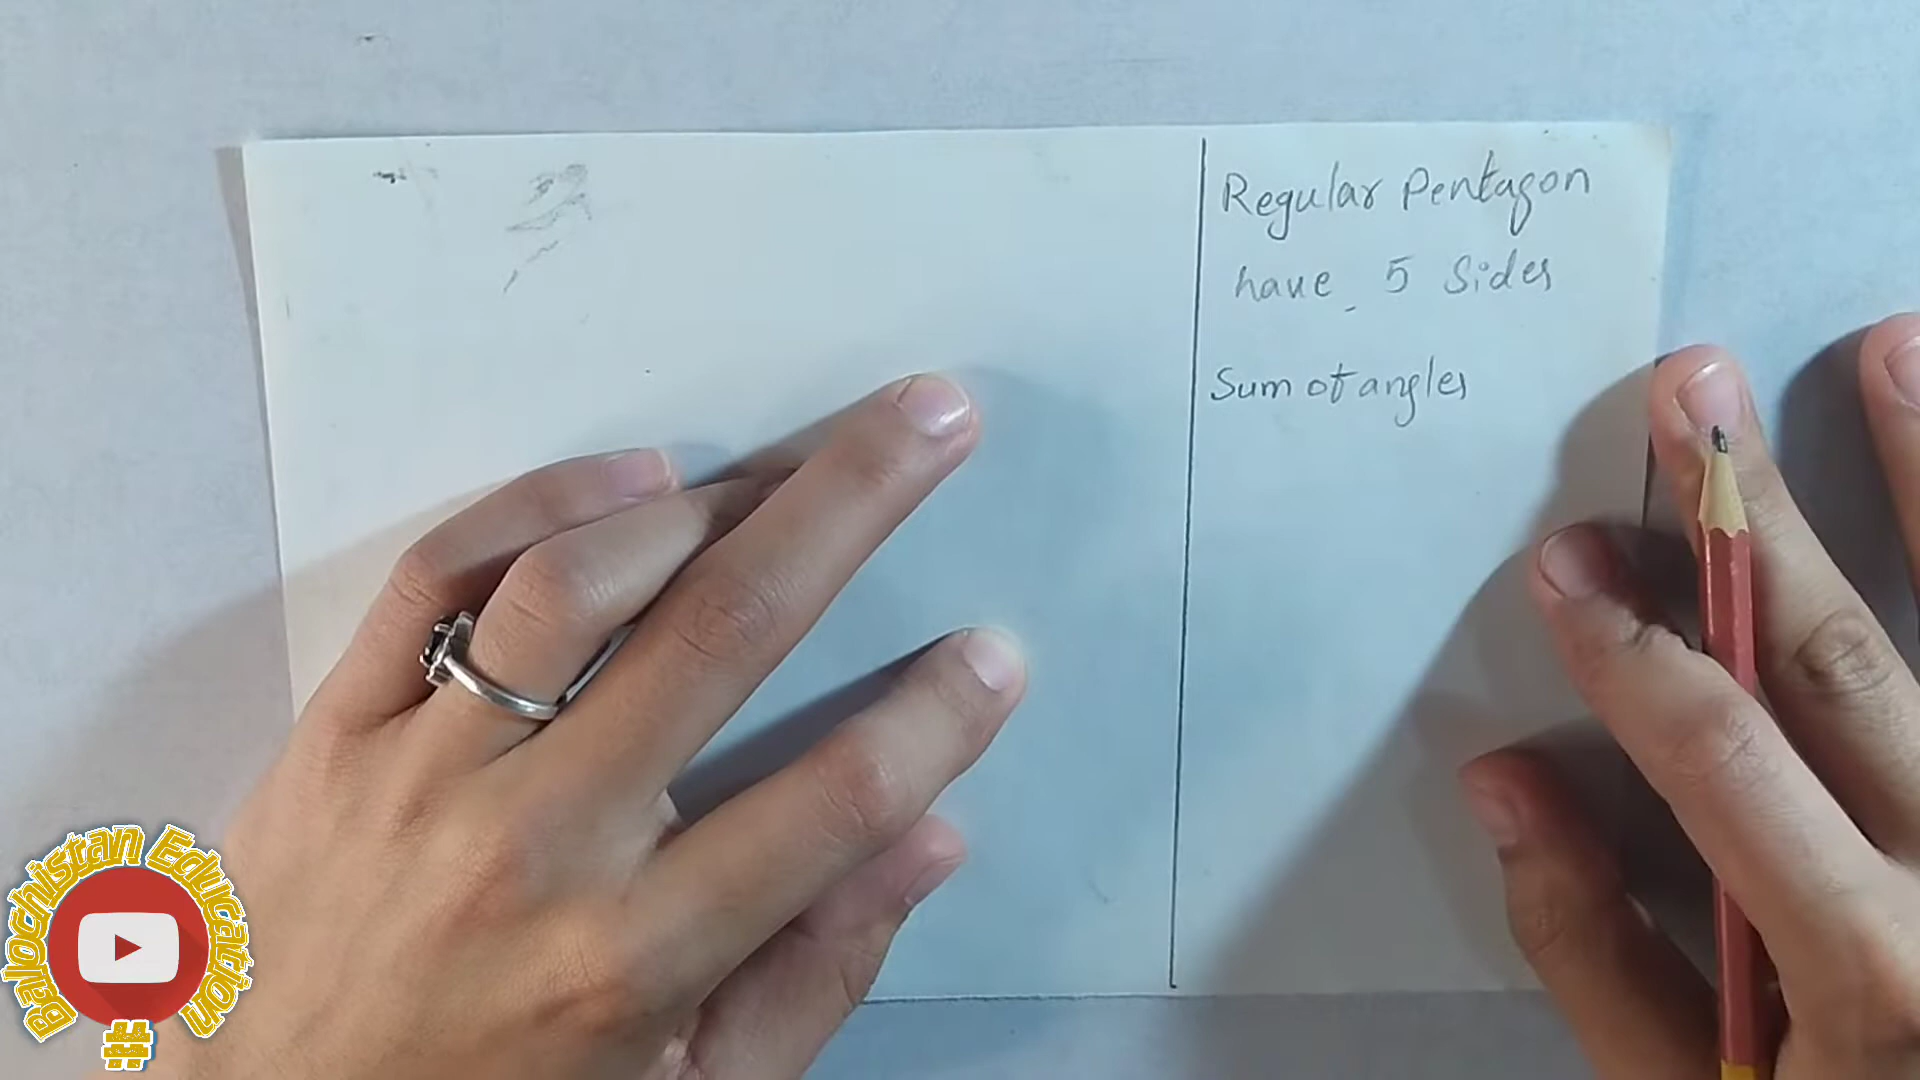 Regular Pentagon
have 5 Sides
Sum of angles
Balochistan Education
#